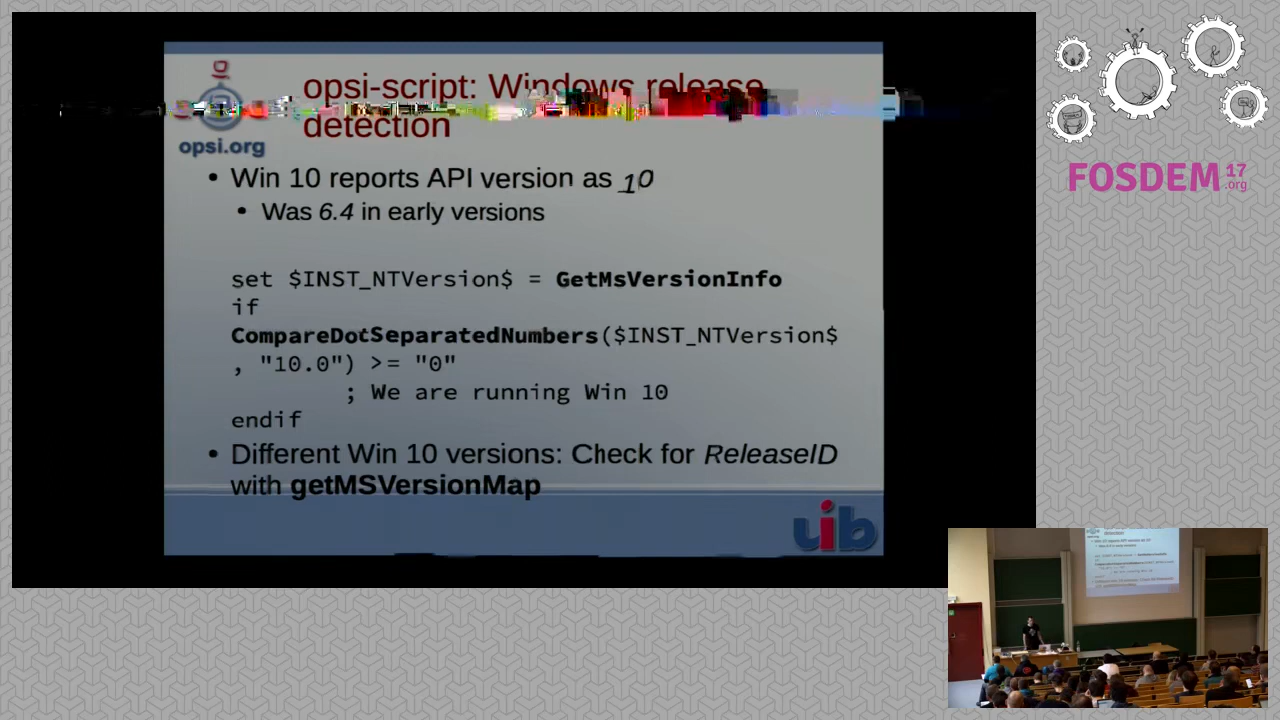 opsi-script: Windows release
detection
opsi.org
• Win 10 reports API version as 10
• Was 6.4 in early versions
set $INST_NTVersion$ = GetMsVersionInfo
if
CompareDotSeparatedNumbers($INST_NTVersion$
, "10.0") >= "0"
; We are running Win 10
endif
• Different Win 10 versions: Check for ReleaseID
with getMSVersionMap
uib
FOSDEM 17
.org